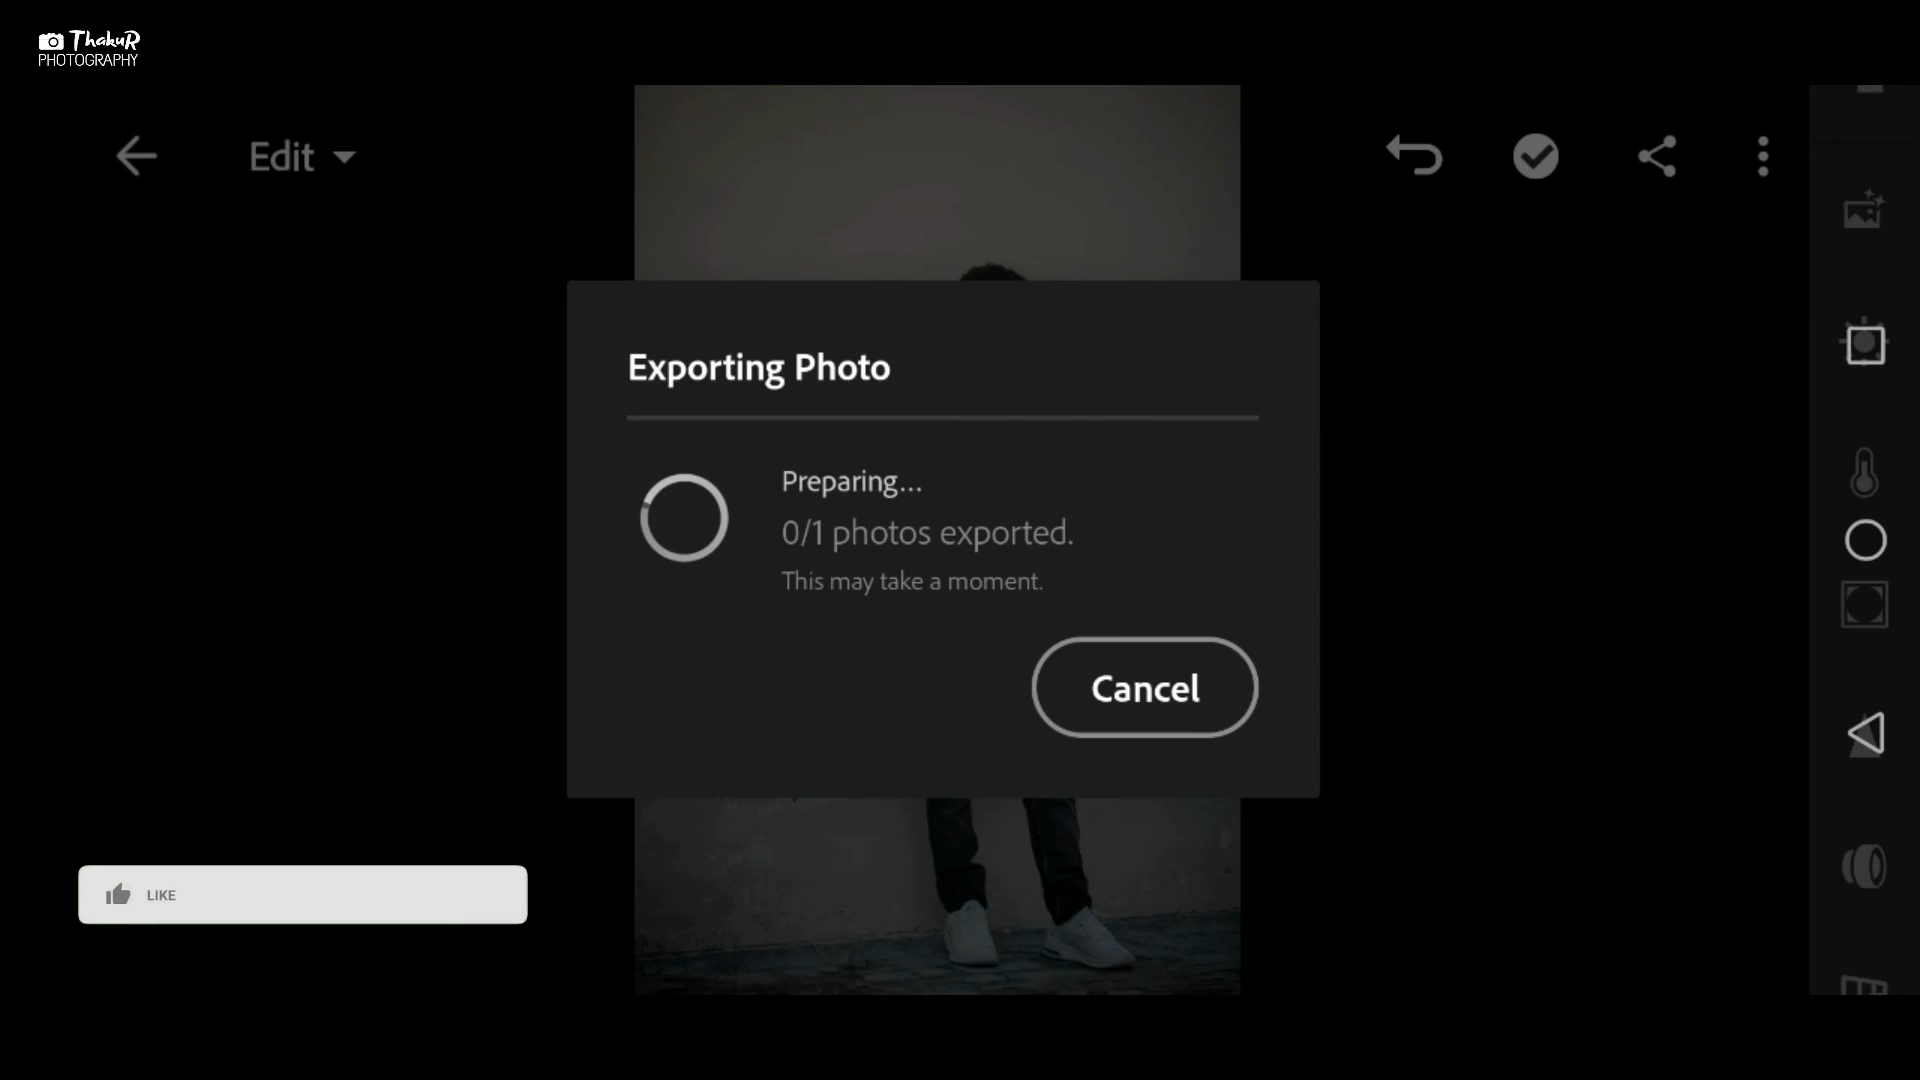 ThakuR
PHOTOGRAPHY
Edit
Exporting Photo
Preparing...
0/1 photos exported.
This may take a moment.
Cancel
LIKE